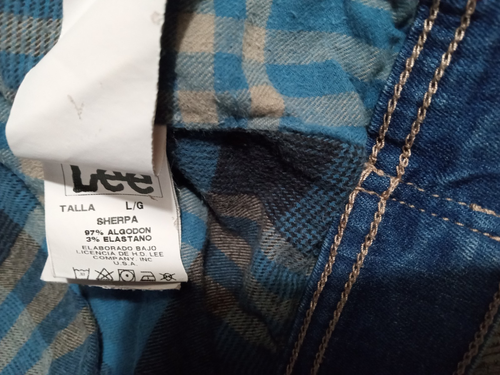 Lee
TALLA L/G
SHERPA
97% ALGODON
3% ELASTANO
ELABORADO BAJO
LICENCIA DE H.D. LEE
COMPANY, INC
U.S.A.